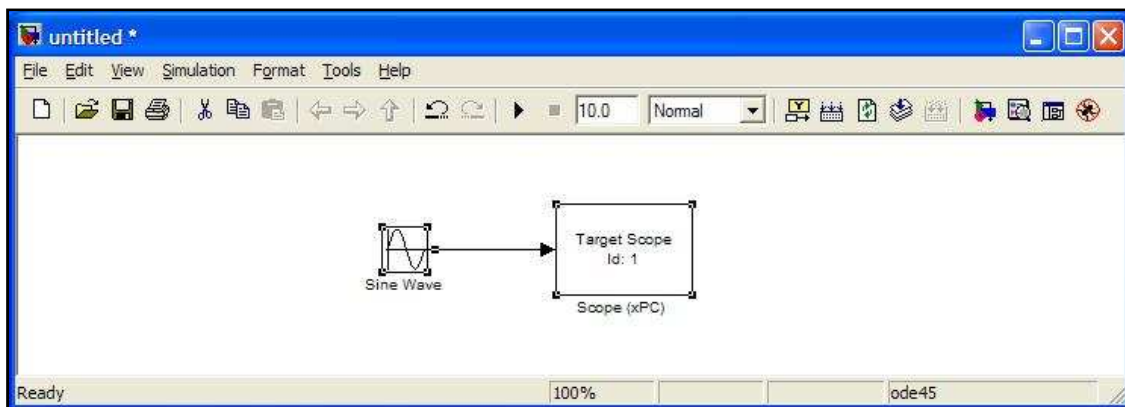 untitled *
File Edit View Simulation Format Tools Help
10.0 Normal
Target Scope
Id: 1
Sine Wave
Scope (xPC)
Ready 100% ode45